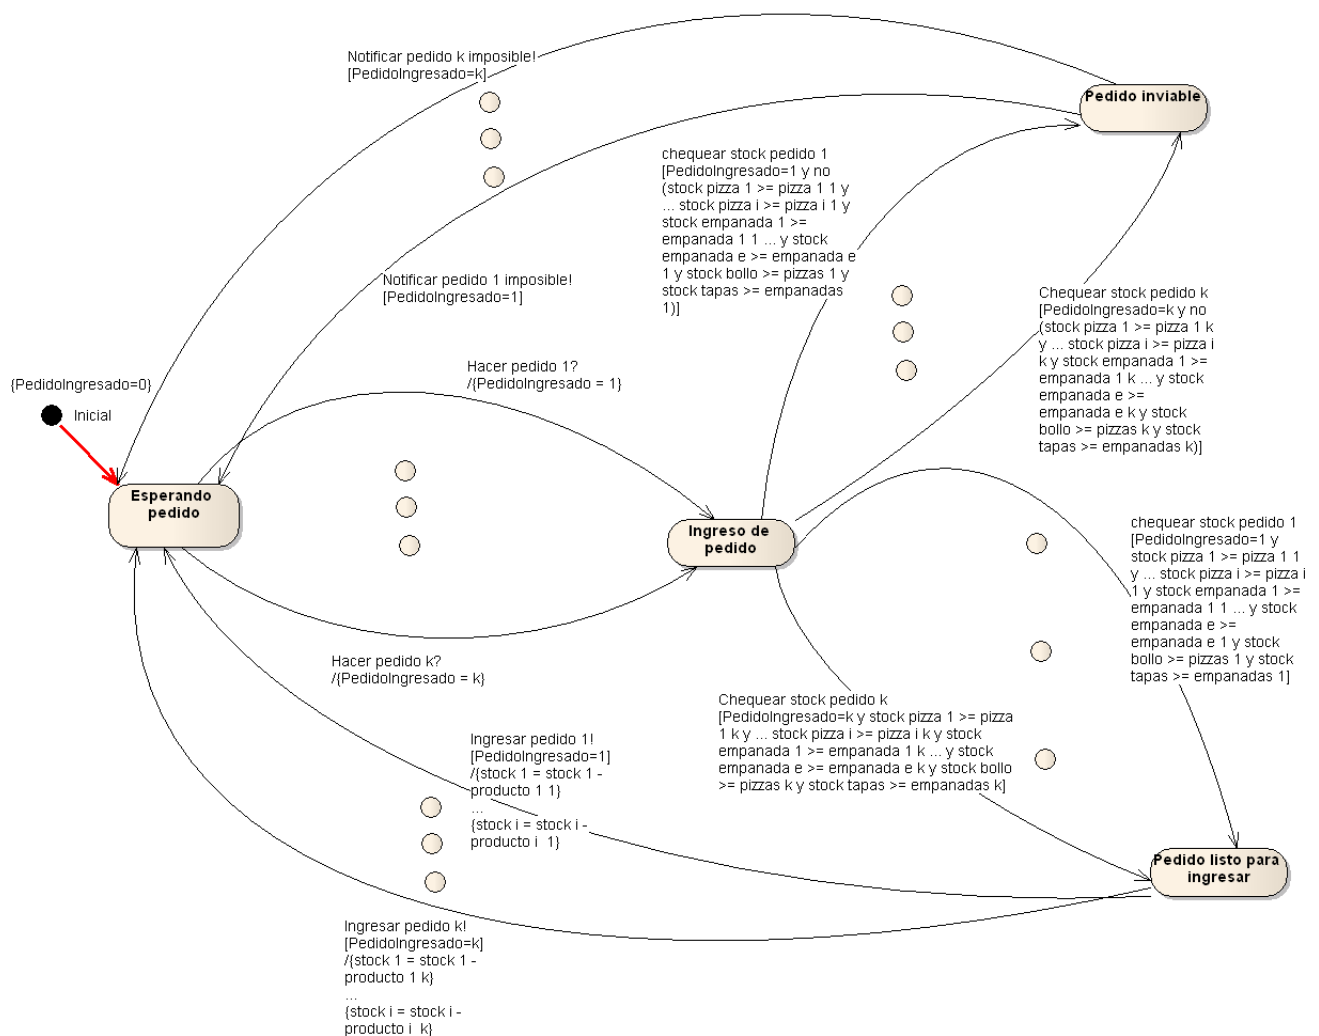 Notificar pedido k imposible!
[PedidoIngresado=k]
Pedido inviable
chequear stock pedido 1
[PedidoIngresado=1 y no
(stock pizza 1 >= pizza 1 1 y
... stock pizza i >= pizza i 1 y
stock empanada 1 >=
empanada 1 1 ... y stock
empanada e >= empanada e
1 y stock bollo >= pizzas 1 y
stock tapas >= empanadas
1)]
Notificar pedido 1 imposible!
[PedidoIngresado=1]
Chequear stock pedido k
[PedidoIngresado=k y no
(stock pizza 1 >= pizza 1 k
y ... stock pizza i >= pizza i
k y stock empanada 1 >=
empanada 1 k ... y stock
empanada e >=
empanada e k y stock
bollo >= pizzas k y stock
tapas >= empanadas k)]
Hacer pedido 1?
/{PedidoIngresado = 1}
{PedidoIngresado=0}
Inicial
Esperando
pedido
Ingreso de
pedido
chequear stock pedido 1
[PedidoIngresado=1 y
stock pizza 1 >= pizza 1 1
y ... stock pizza i >= pizza i
1 y stock empanada 1 >=
empanada 1 1 ... y stock
empanada e >=
empanada e 1 y stock
bollo >= pizzas 1 y stock
tapas >= empanadas 1]
Hacer pedido k?
/{PedidoIngresado = k}
Chequear stock pedido k
[PedidoIngresado=k y stock pizza 1 >= pizza
1 k y ... stock pizza i >= pizza i k y stock
empanada 1 >= empanada 1 k ... y stock
empanada e >= empanada e k y stock bollo
>= pizzas k y stock tapas >= empanadas k]
Ingresar pedido 1!
[PedidoIngresado=1]
/{stock 1 = stock 1 -
producto 1 1}
...
{stock i = stock i -
producto i 1}
Pedido listo para
ingresar
Ingresar pedido k!
[PedidoIngresado=k]
/{stock 1 = stock 1 -
producto 1 k}
...
{stock i = stock i -
producto i k}